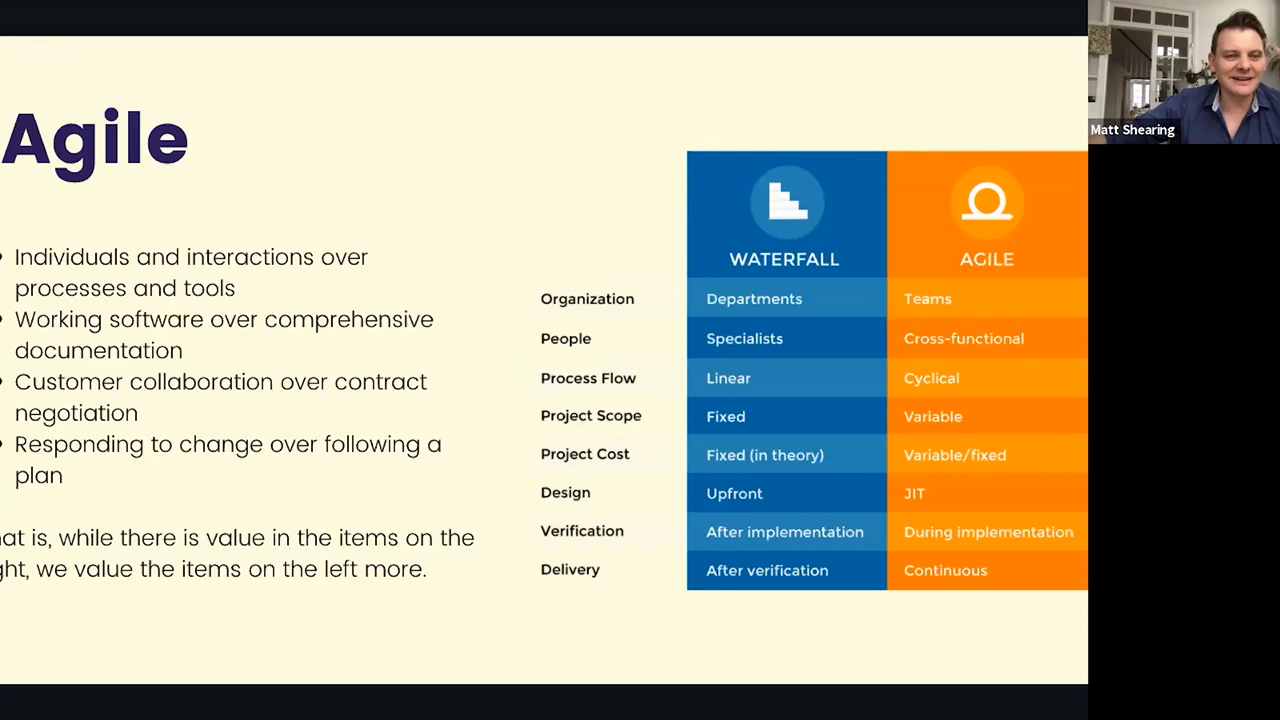 Agile
Individuals and interactions over
processes and tools
Working software over comprehensive
documentation
Customer collaboration over contract
negotiation
Responding to change over following a
plan
is, while there is value in the items on the
we value the items on the left more.
WATERFALL AGILE
Organization Departments Teams
People Specialists Cross-functional
Process Flow Linear Cyclical
Project Scope Fixed Variable
Project Cost Fixed (in theory) Variable/fixed
Design Upfront JIT
Verification After implementation During implementation
Delivery After verification Continuous
Matt Shearing